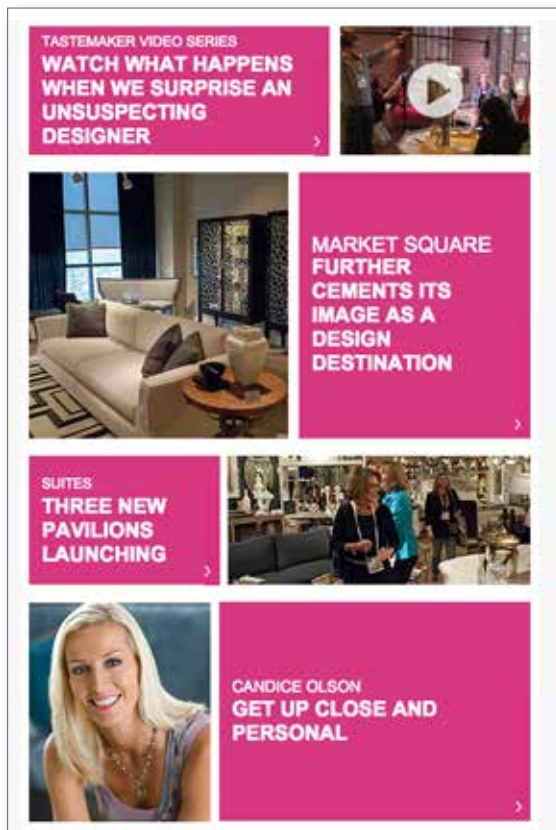 TASTEMAKER VIDEO SERIES
WATCH WHAT HAPPENS
WHEN WE SURPRISE AN
UNSUSPECTING
DESIGNER
MARKET SQUARE
FURTHER
CEMENTS ITS
IMAGE AS A
DESIGN
DESTINATION
SUITES
THREE NEW
PAVILIONS
LAUNCHING
CANDICE OLSON
GET UP CLOSE AND
PERSONAL